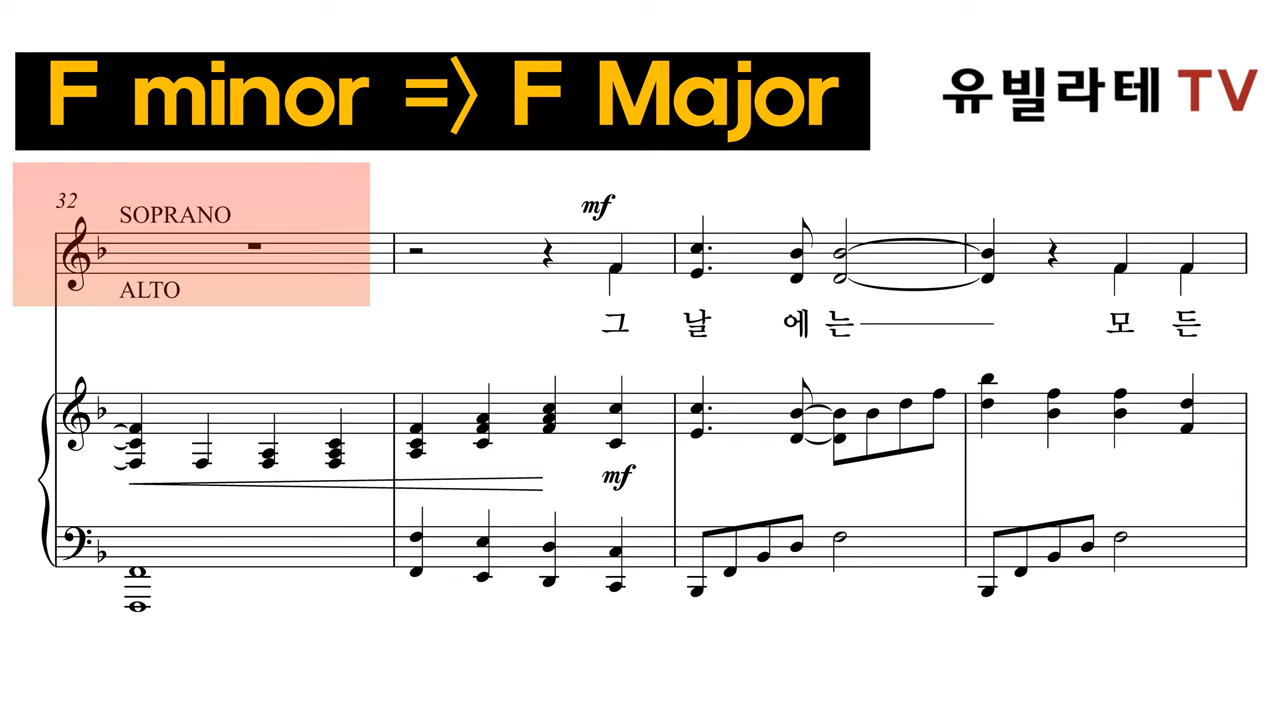 F minor => F Major
유빌라테 TV
32
SOPRANO
mf
ALTO
그 날 에 는 모 든
mf